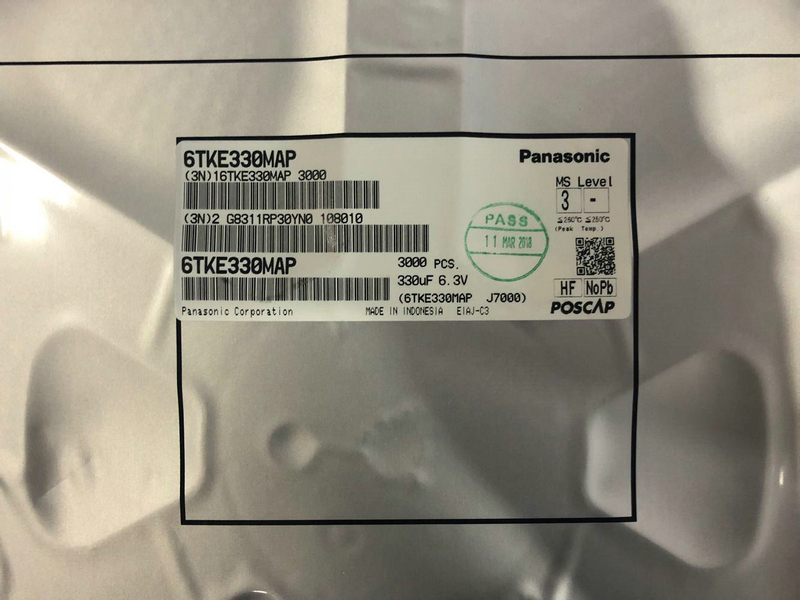 6TKE330MAP
Panasonic
(3N)16TKE330MAP 3000
MS Level
3 -
≦260℃ ≦250℃
(Peak Temp.)
(3N)2 G8311RP30YN0 108010
PASS
11 MAR 2018
6TKE330MAP
3000 PCS.
330uF 6.3V
HF NoPb
(6TKE330MAP J7000)
POSCAP
Panasonic Corporation
MADE IN INDONESIA EIAJ-C3